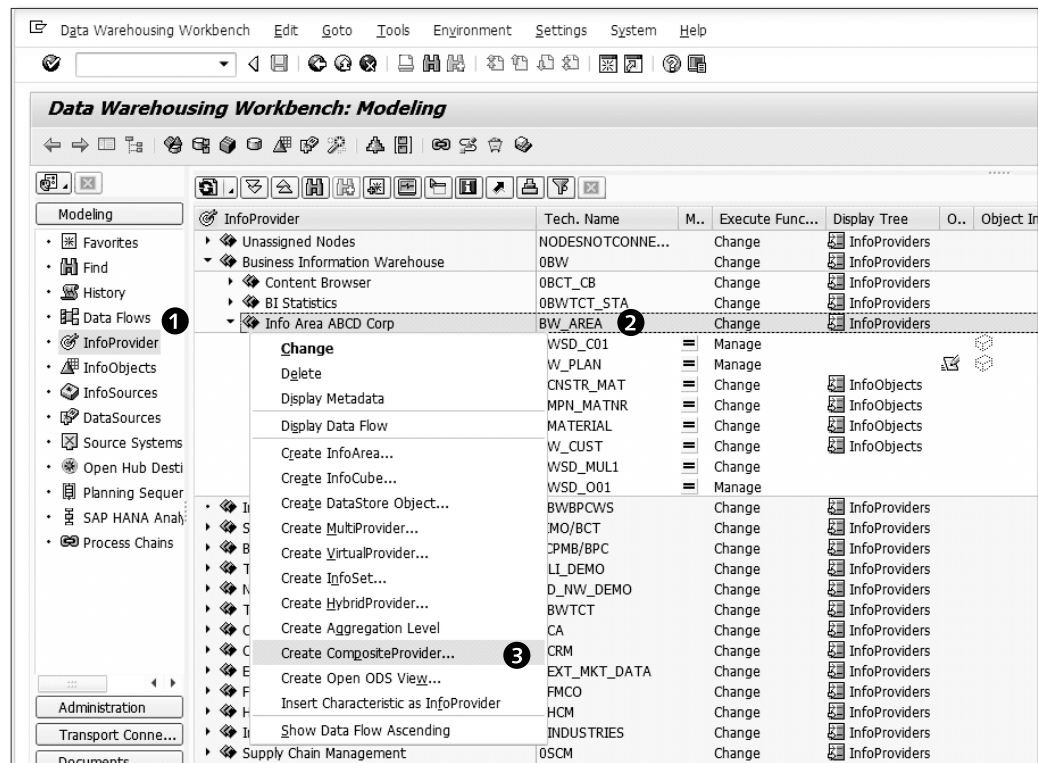 Data Warehousing Workbench Edit Goto Tools Environment Settings System Help
Data Warehousing Workbench: Modeling
Modeling
InfoProvider Tech. Name M.. Execute Func... Display Tree O.. Object In
Favorites
Find
History
Data Flows 1
InfoProvider
InfoObjects
InfoSources
DataSources
Source Systems
Open Hub Desti
Planning Sequer
SAP HANA Analy
Process Chains
Administration
Transport Conne...
Documents
Unassigned Nodes NODESNOTCONNE... Change InfoProviders
Business Information Warehouse 0BW Change InfoProviders
Content Browser 0BCT_CB Change InfoProviders
BI Statistics 0BWTCT_STA Change InfoProviders
Info Area ABCD Corp BW_AREA 2 Change InfoProviders
WSD_C01 Manage
W_PLAN Manage
CNSTR_MAT Change InfoObjects
MPN_MATNR Change InfoObjects
MATERIAL Change InfoObjects
W_CUST Change InfoObjects
WSD_MUL1 Change
WSD_O01 Manage
I BWBPCWS Change InfoProviders
S IMO/BCT Change InfoProviders
B CPMB/BPC Change InfoProviders
T LI_DEMO Change InfoProviders
N D_NW_DEMO Change InfoProviders
T BWTCT Change InfoProviders
C CA Change InfoProviders
C CRM Change InfoProviders
E EXT_MKT_DATA Change InfoProviders
F FMCO Change InfoProviders
H HCM Change InfoProviders
I INDUSTRIES Change InfoProviders
Supply Chain Management 0SCM Change InfoProviders
Change
Delete
Display Metadata
Display Data Flow
Create InfoArea...
Create InfoCube...
Create DataStore Object...
Create MultiProvider...
Create VirtualProvider...
Create InfoSet...
Create HybridProvider...
Create Aggregation Level
Create CompositeProvider... 3
Create Open ODS View...
Insert Characteristic as InfoProvider
Show Data Flow Ascending